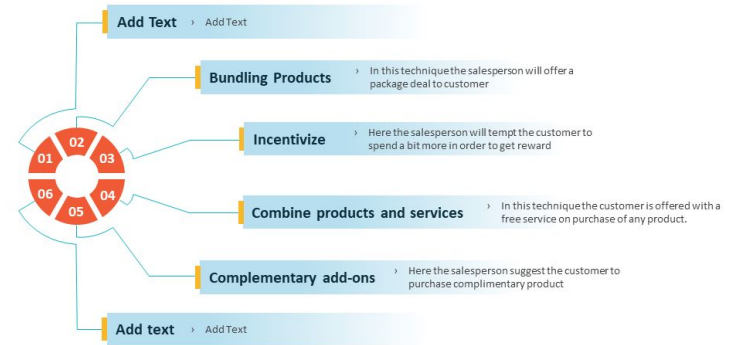 Add Text › Add Text
Bundling Products › In this technique the salesperson will offer a
package deal to customer
Incentivize › Here the salesperson will tempt the customer to
spend a bit more in order to get reward
Combine products and services › In this technique the customer is offered with a
free service on purchase of any product.
Complementary add-ons › Here the salesperson suggest the customer to
purchase complimentary product
Add text › Add Text
01
02
03
04
05
06